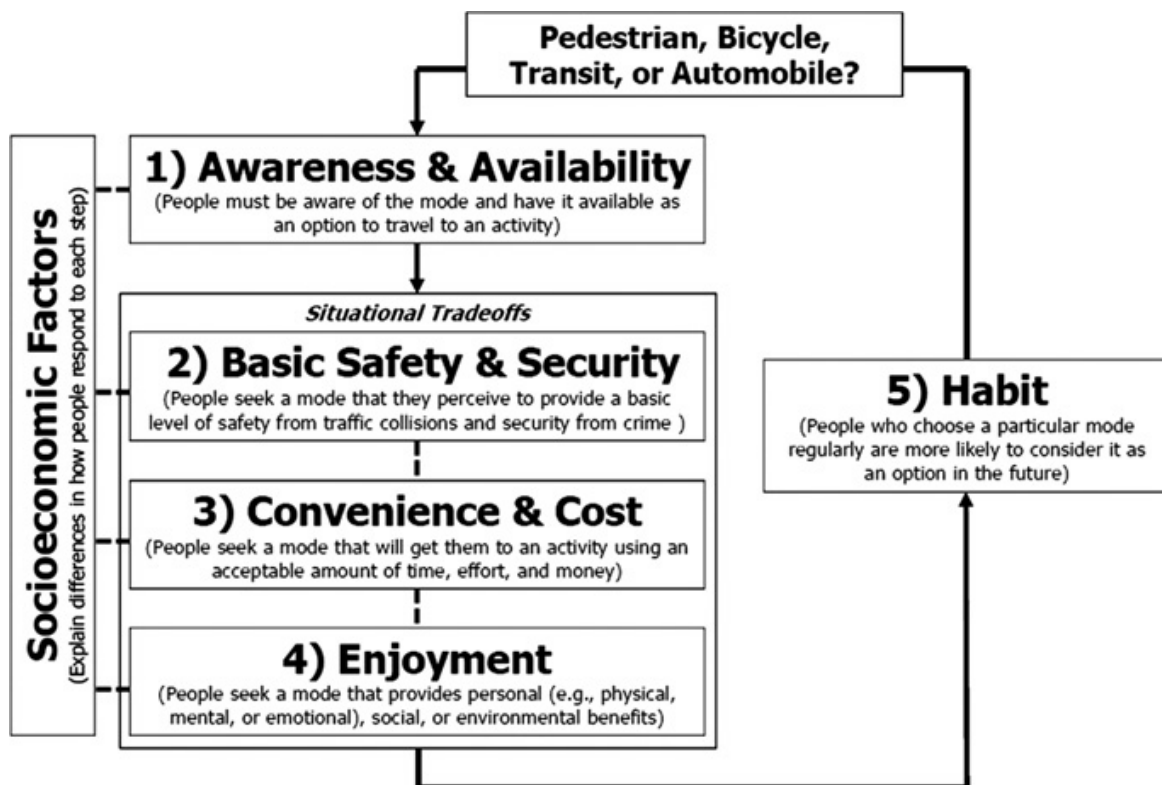 Pedestrian, Bicycle,
Transit, or Automobile?
Socioeconomic Factors
(Explain differences in how people respond to each step)
1) Awareness & Availability
(People must be aware of the mode and have it available as
an option to travel to an activity)
Situational Tradeoffs
2) Basic Safety & Security
(People seek a mode that they perceive to provide a basic
level of safety from traffic collisions and security from crime )
3) Convenience & Cost
(People seek a mode that will get them to an activity using an
acceptable amount of time, effort, and money)
4) Enjoyment
(People seek a mode that provides personal (e.g., physical,
mental, or emotional), social, or environmental benefits)
5) Habit
(People who choose a particular mode
regularly are more likely to consider it as
an option in the future)